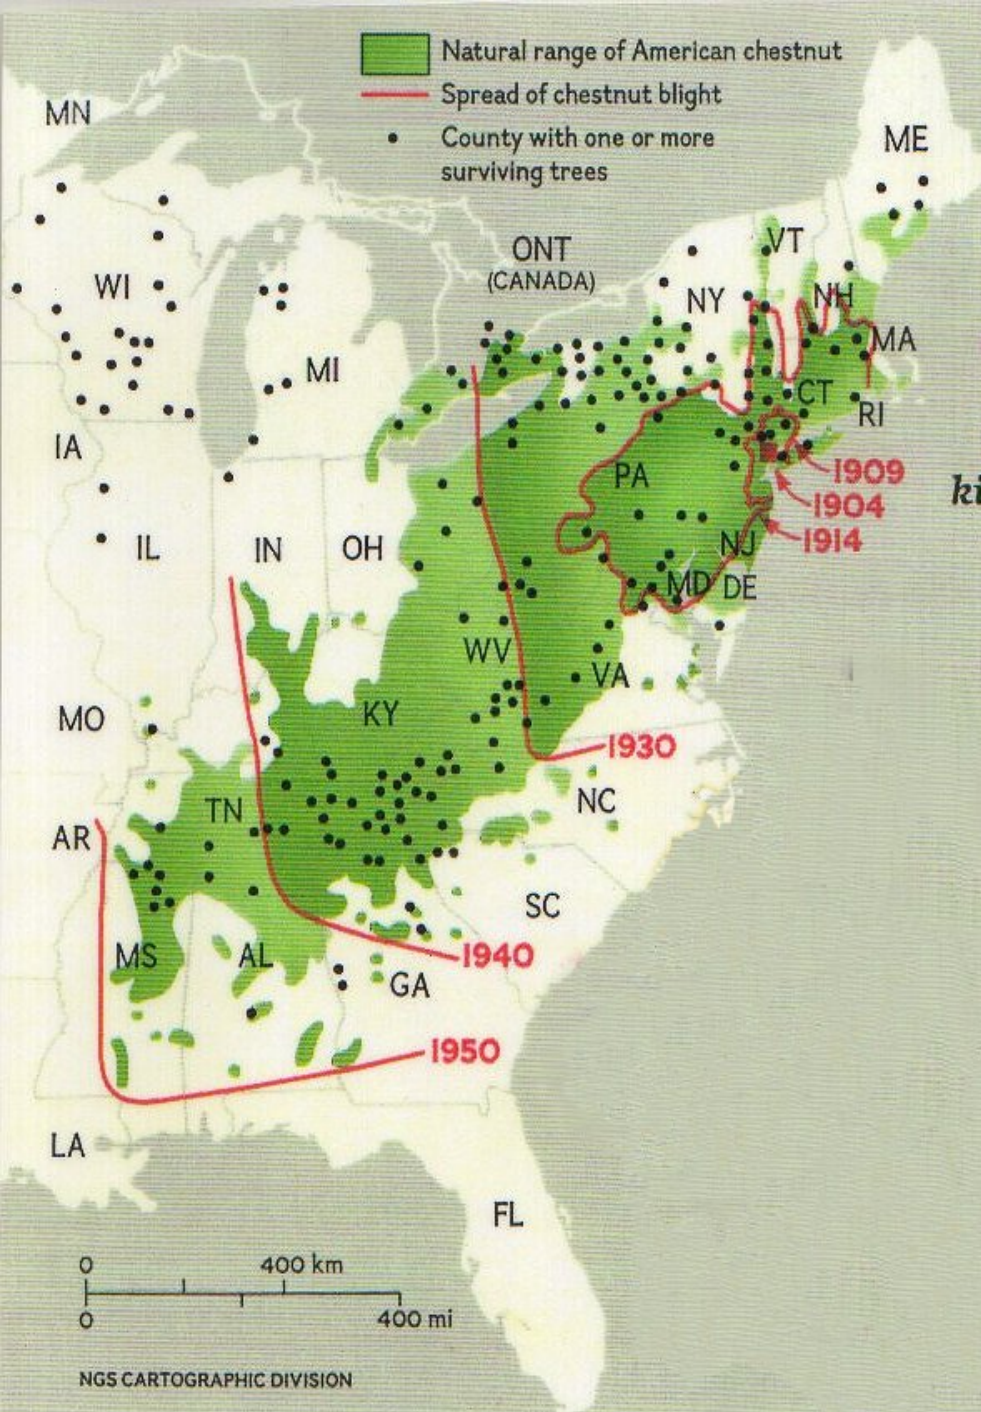 Natural range of American chestnut
Spread of chestnut blight
County with one or more
surviving trees
MN
ME
VT
ONT
(CANADA)
WI
NY
NH
MA
MI
CT
RI
IA
PA
1909
ki
1904
IL
IN
OH
NJ
1914
MD
DE
WV
VA
MO
KY
1930
TN
NC
AR
SC
MS
AL
1940
GA
1950
LA
FL
0
400 km
0
400 mi
NGS CARTOGRAPHIC DIVISION